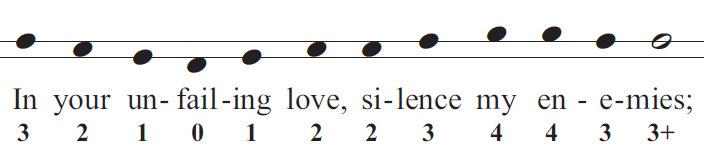 In your un- fail -ing love, si-lence my en - e-mies;
3 2 1 0 1 2 2 3 4 4 3 3+